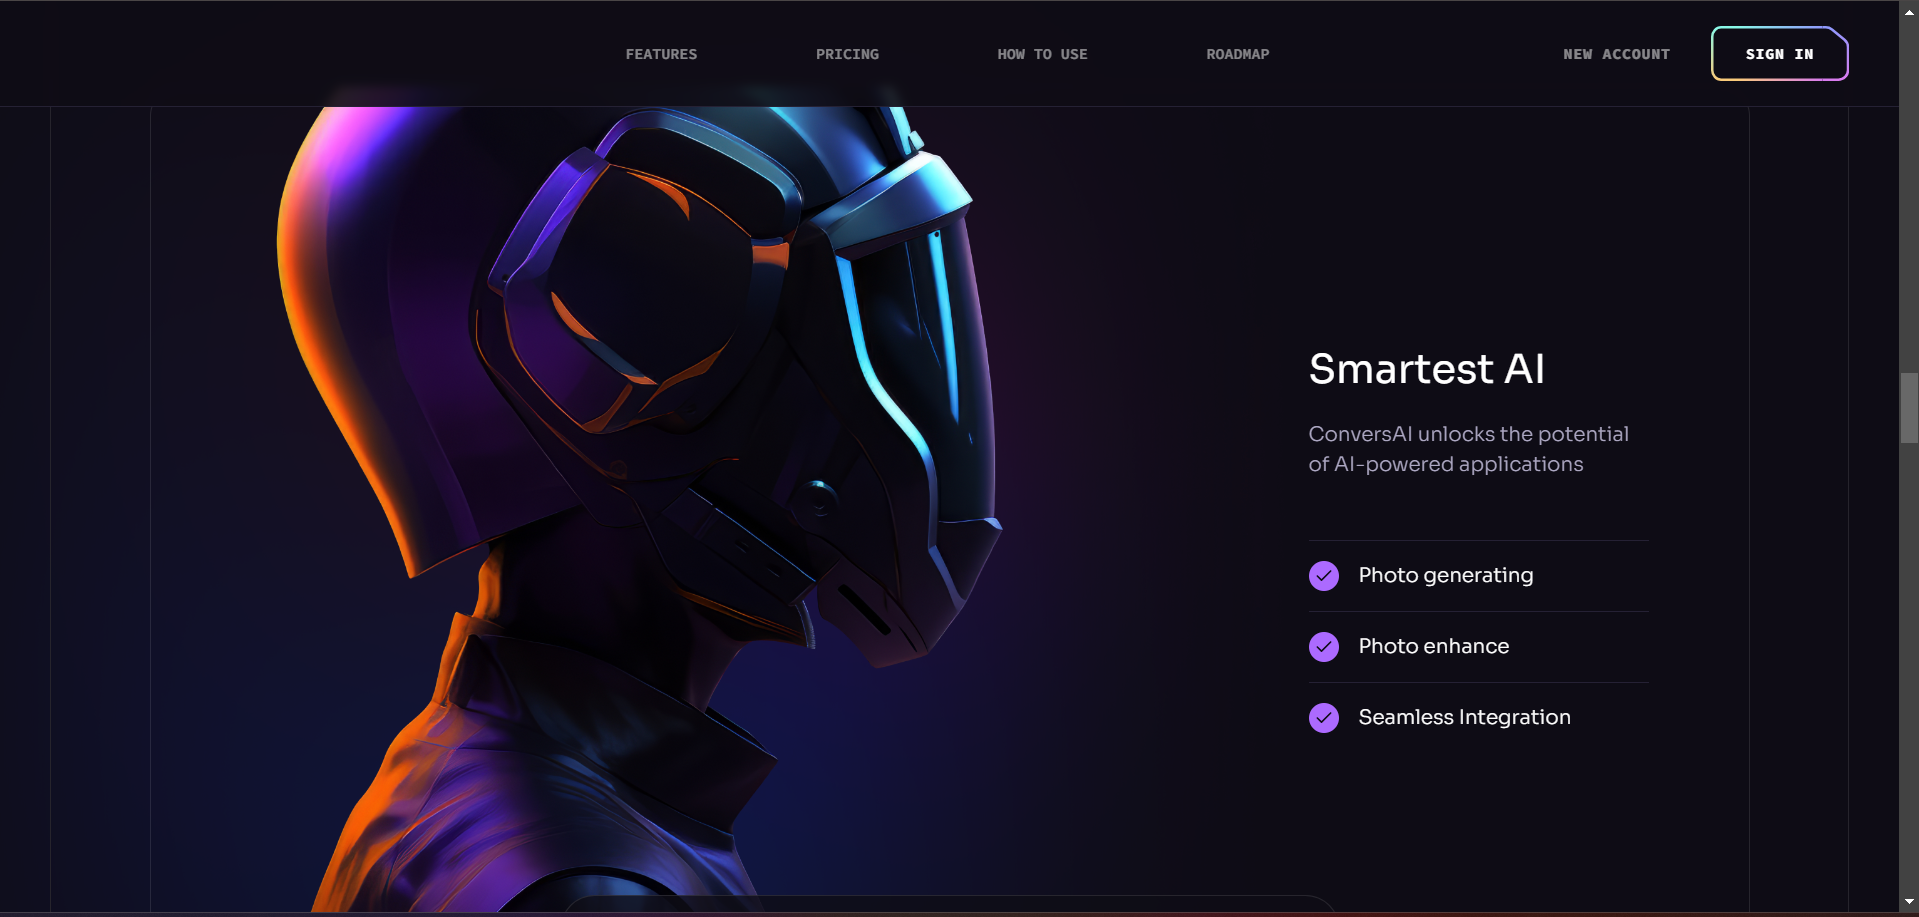 FEATURES PRICING HOW TO USE ROADMAP NEW ACCOUNT SIGN IN
Smartest AI
ConversAI unlocks the potential
of AI-powered applications
Photo generating
Photo enhance
Seamless Integration